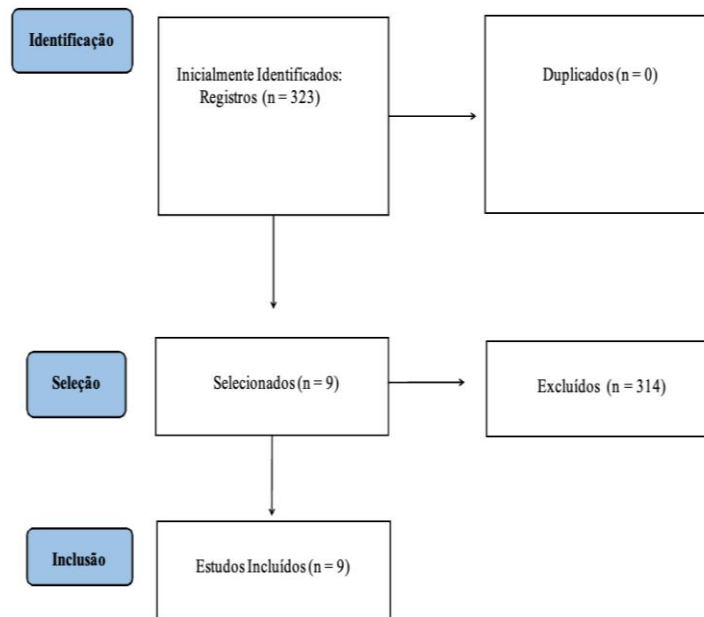 Identificação
Inicialmente Identificados:
Registros (n = 323)
Duplicados (n = 0)
Seleção
Selecionados (n = 9)
Excluídos (n = 314)
Inclusão
Estudos Incluídos (n = 9)